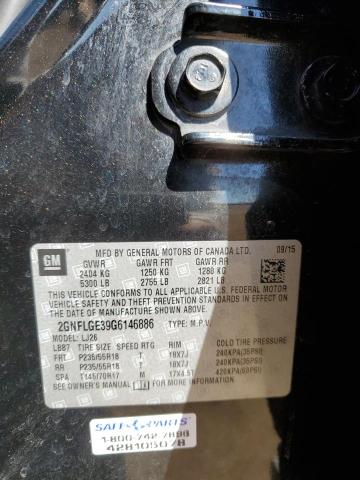 GM
MFD BY GENERAL MOTORS OF CANADA LTD. 09/15
GVWR GAWR FRT GAWR RR
2404 KG 1250 KG 1280 KG
5300 LB 2755 LB 2821 LB
THIS VEHICLE CONFORMS TO ALL APPLICABLE U.S. FEDERAL MOTOR
VEHICLE SAFETY AND THEFT PREVENTION STANDARDS IN EFFECT
ON THE DATE OF MANUFACTURE SHOWN ABOVE.
2GNFLGE39G6146886 TYPE: M.P.V.
MODEL: LJ26
LB87 TIRE SIZE SPEED RTG RIM COLD TIRE PRESSURE
FRT P235/55R18 T 18X7J 240KPA(35PSI)
RR P235/55R18 T 18X7J 240KPA(35PSI)
SPA T145/70R17 M 17X4.5T 420KPA(60PSI)
SEE OWNER'S MANUAL FOR MORE INFORMATION.
1-800-742-7898
42810507B